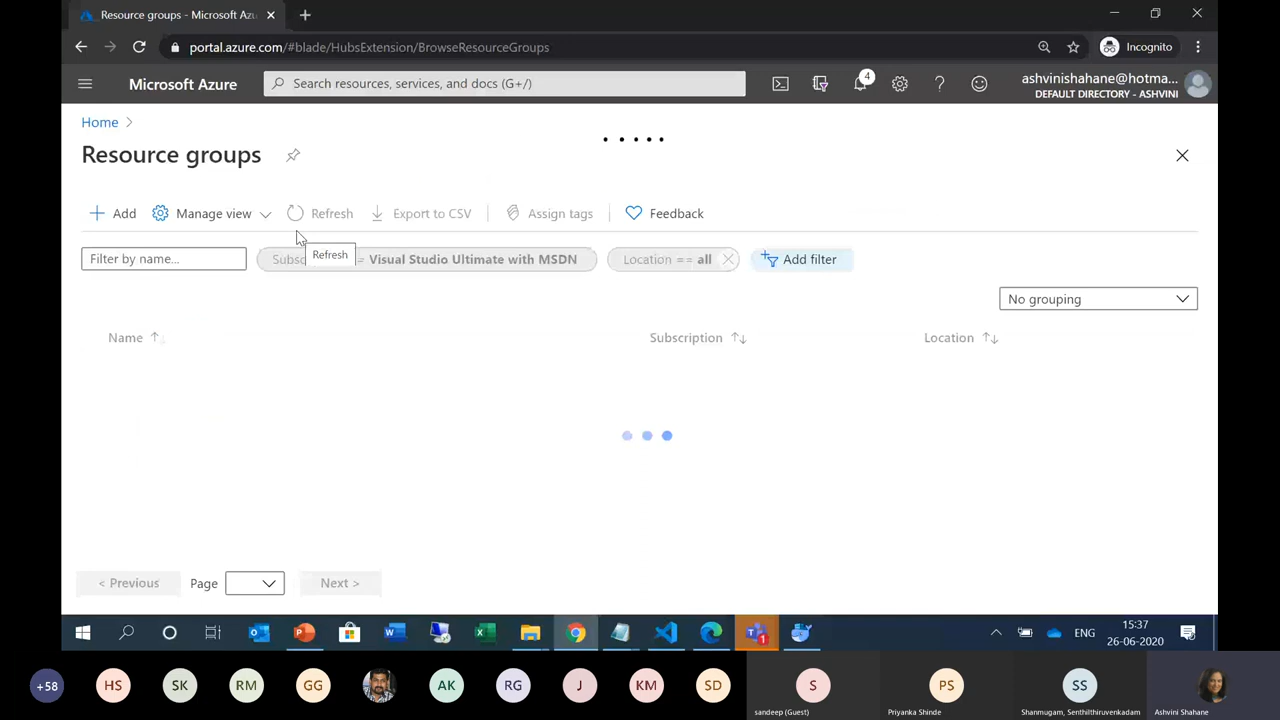 Resource groups - Microsoft Azu
portal.azure.com/#blade/HubsExtension/BrowseResourceGroups
Incognito
Microsoft Azure
Search resources, services, and docs (G+/)
4
ashvinishahane@hotma...
DEFAULT DIRECTORY - ASHVINI
Home
Resource groups
Add
Manage view
Refresh
Export to CSV
Assign tags
Feedback
Filter by name...
Subsc
Refresh
= Visual Studio Ultimate with MSDN
Location == all
Add filter
No grouping
Name
Subscription
Location
< Previous
Page
Next >
1
ENG
15:37
26-06-2020
+58
HS
SK
RM
GG
AK
RG
J
KM
SD
S
sandeep (Guest)
PS
Priyanka Shinde
SS
Shanmugam, Senthilthiruvenkadam
Ashvini Shahane